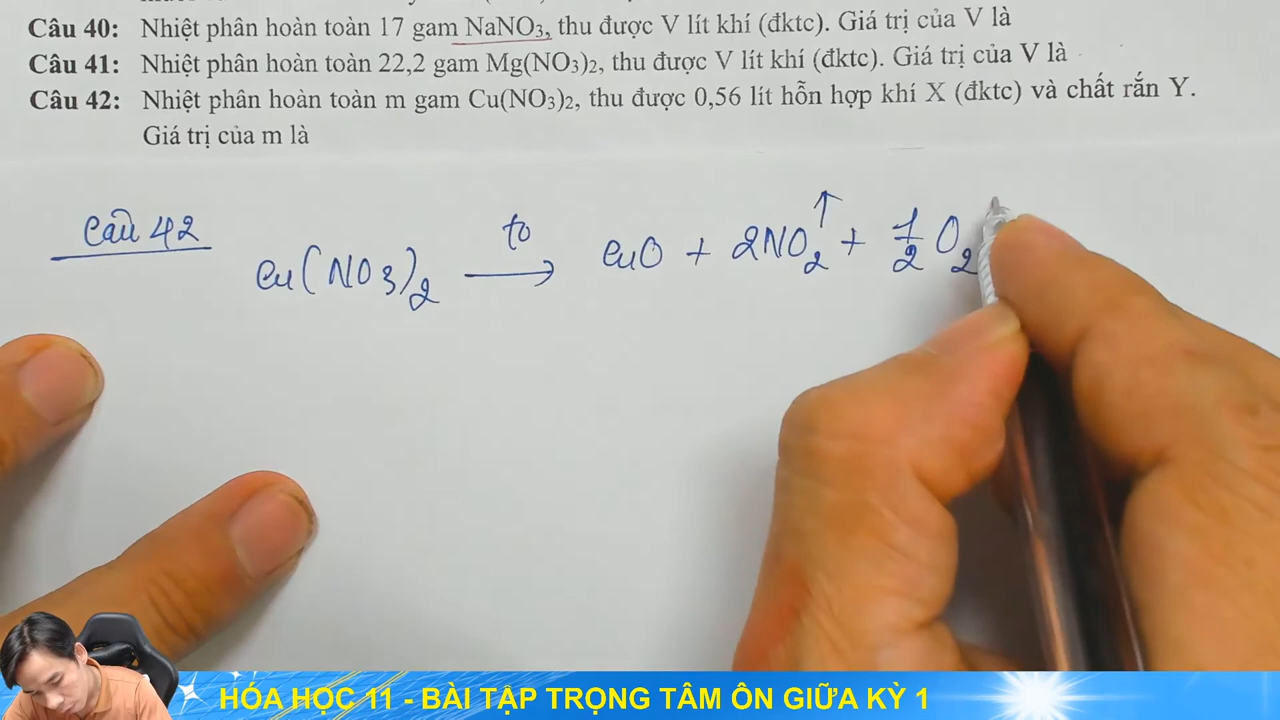 Câu 40: Nhiệt phân hoàn toàn 17 gam NaNO₃, thu được V lít khí (đktc). Giá trị của V là
Câu 41: Nhiệt phân hoàn toàn 22,2 gam Mg(NO₃)₂, thu được V lít khí (đktc). Giá trị của V là
Câu 42: Nhiệt phân hoàn toàn m gam Cu(NO₃)₂, thu được 0,56 lít hỗn hợp khí X (đktc) và chất rắn Y.
Giá trị của m là
Câu 42
Cu(NO3)₂ →(to) CuO + 2NO₂↑ + 1/2 O₂
HÓA HỌC 11 - BÀI TẬP TRỌNG TÂM ÔN GIỮA KỲ 1